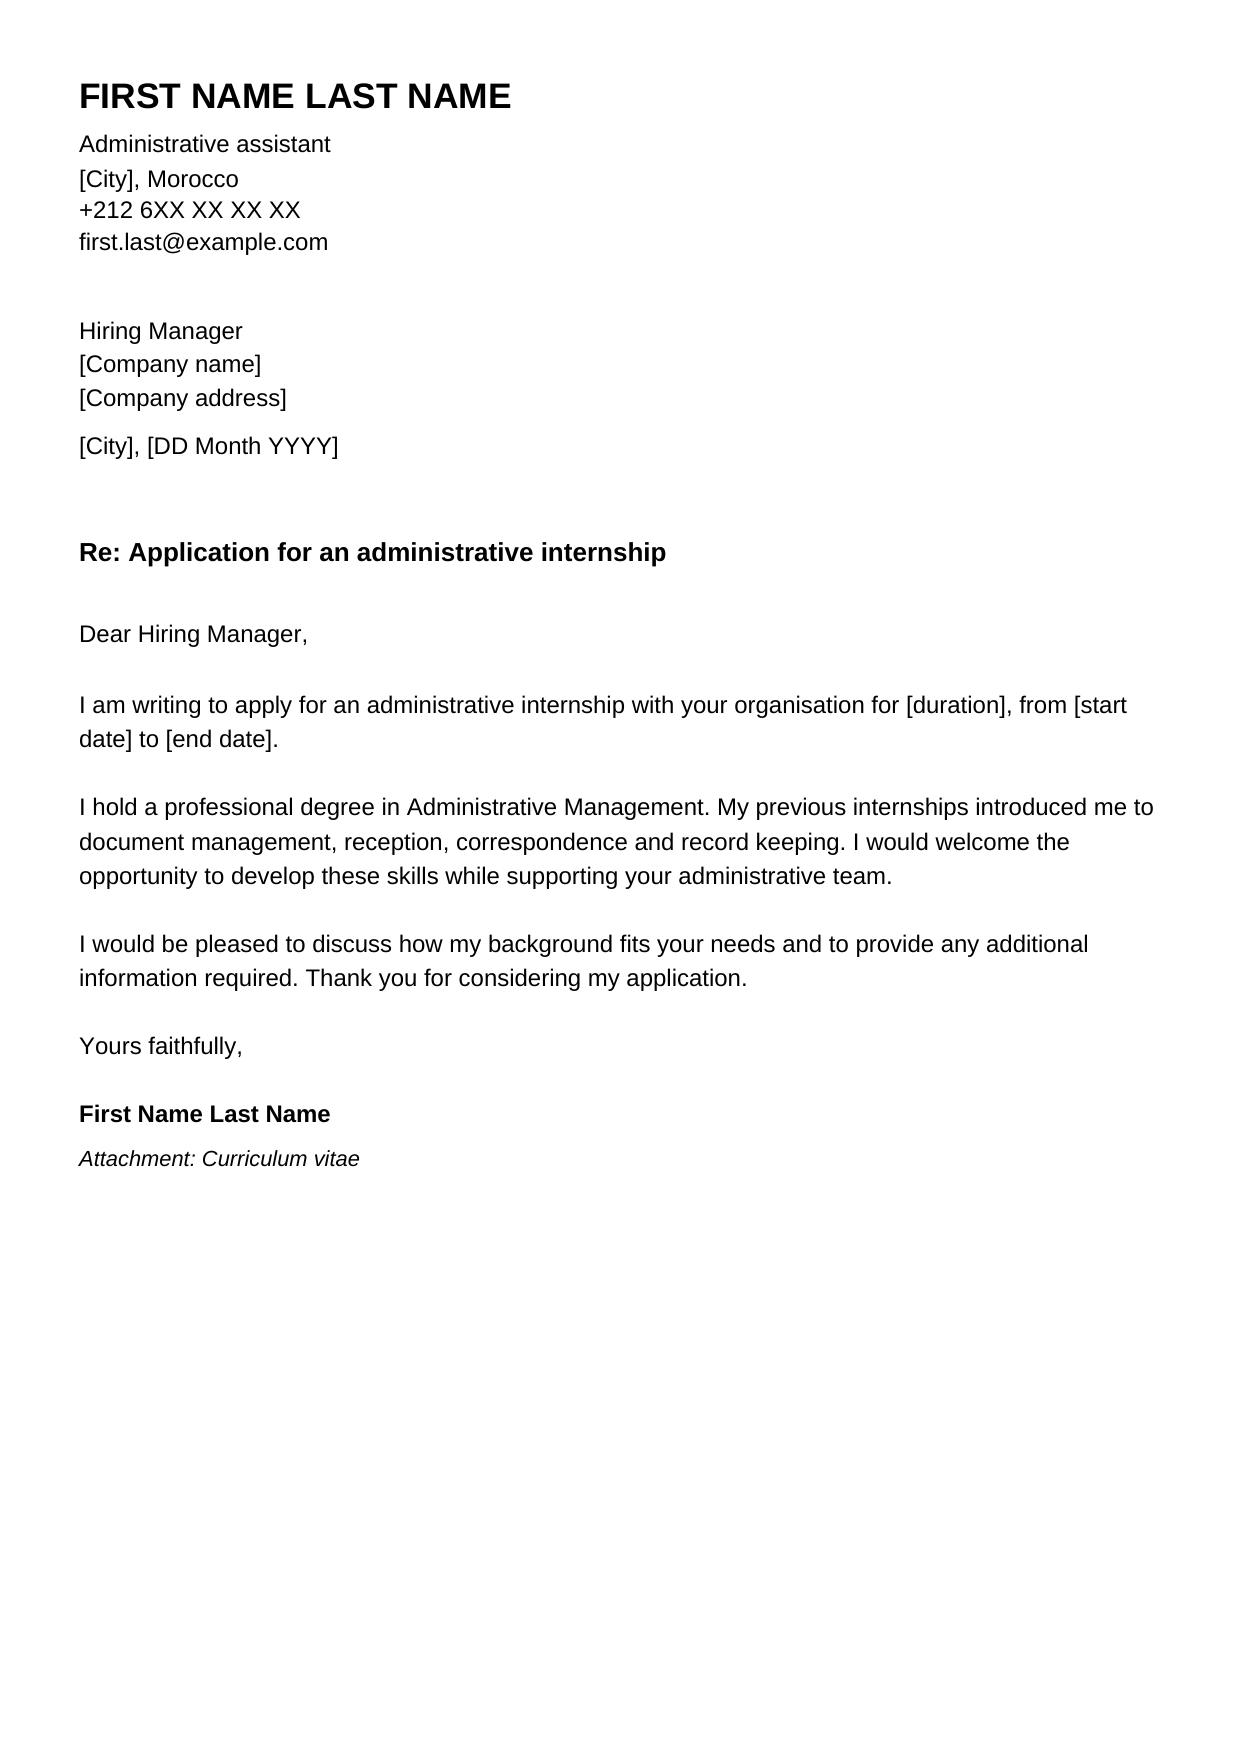 FIRST NAME LAST NAME
Administrative assistant
[City], Morocco
+212 6XX XX XX XX
first.last@example.com
Hiring Manager
[Company name]
[Company address]
[City], [DD Month YYYY]
Re: Application for an administrative internship
Dear Hiring Manager,
I am writing to apply for an administrative internship with your organisation for [duration], from [start
date] to [end date].
I hold a professional degree in Administrative Management. My previous internships introduced me to
document management, reception, correspondence and record keeping. I would welcome the
opportunity to develop these skills while supporting your administrative team.
I would be pleased to discuss how my background fits your needs and to provide any additional
information required. Thank you for considering my application.
Yours faithfully,
First Name Last Name
Attachment: Curriculum vitae